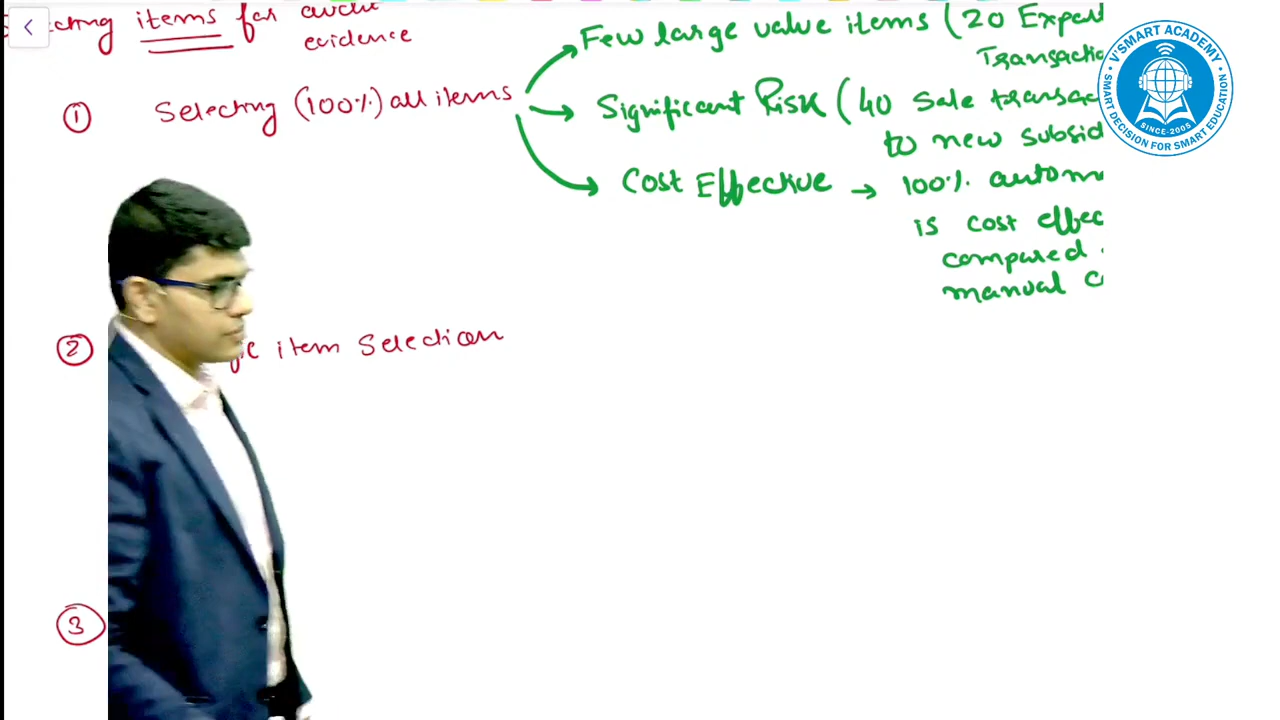 items for audit
evidence
① Selecting (100%) all items
Few large value items (20 Export
Transactio
Significant Risk (40 Sale transac
to new subsid
Cost Effective → 100% autom
is cost effec
compared
manual c
② item Selection
③
V'SMART ACADEMY
SINCE-2005
SMART DECISION FOR SMART EDUCATION